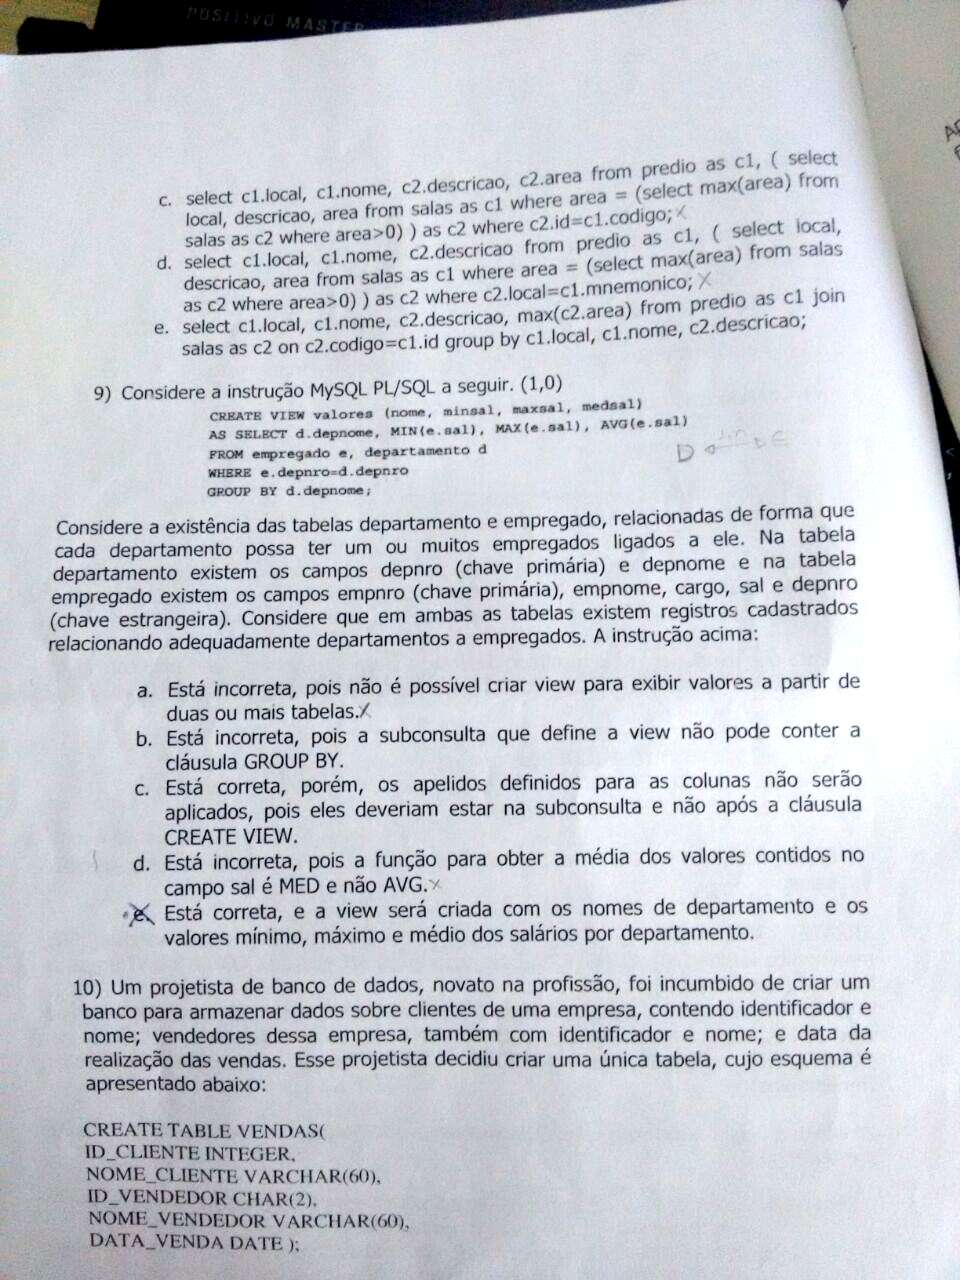 POSITIVO MASTER
c. select c1.local, c1.nome, c2.descricao, c2.area from predio as c1, ( select
local, descricao, area from salas as c1 where area = (select max(area) from
salas as c2 where area>0) ) as c2 where c2.id=c1.codigo; X
d. select c1.local, c1.nome, c2.descricao from predio as c1, ( select local,
descricao, area from salas as c1 where area = (select max(area) from salas
as c2 where area>0) ) as c2 where c2.local=c1.mnemonico; X
e. select c1.local, c1.nome, c2.descricao, max(c2.area) from predio as c1 join
salas as c2 on c2.codigo=c1.id group by c1.local, c1.nome, c2.descricao;
9) Considere a instrução MySQL PL/SQL a seguir. (1,0)
CREATE VIEW valores (nome, minsal, maxsal, medsal)
AS SELECT d.depnome, MIN(e.sal), MAX(e.sal), AVG(e.sal)
FROM empregado e, departamento d
WHERE e.depnro=d.depnro
GROUP BY d.depnome;
D
Considere a existência das tabelas departamento e empregado, relacionadas de forma que
cada departamento possa ter um ou muitos empregados ligados a ele. Na tabela
departamento existem os campos depnro (chave primária) e depnome e na tabela
empregado existem os campos empnro (chave primária), empnome, cargo, sal e depnro
(chave estrangeira). Considere que em ambas as tabelas existem registros cadastrados
relacionando adequadamente departamentos a empregados. A instrução acima:
a. Está incorreta, pois não é possível criar view para exibir valores a partir de
duas ou mais tabelas. X
b. Está incorreta, pois a subconsulta que define a view não pode conter a
cláusula GROUP BY.
c. Está correta, porém, os apelidos definidos para as colunas não serão
aplicados, pois eles deveriam estar na subconsulta e não após a cláusula
CREATE VIEW.
d. Está incorreta, pois a função para obter a média dos valores contidos no
campo sal é MED e não AVG. X
e. Está correta, e a view será criada com os nomes de departamento e os
valores mínimo, máximo e médio dos salários por departamento.
10) Um projetista de banco de dados, novato na profissão, foi incumbido de criar um
banco para armazenar dados sobre clientes de uma empresa, contendo identificador e
nome; vendedores dessa empresa, também com identificador e nome; e data da
realização das vendas. Esse projetista decidiu criar uma única tabela, cujo esquema é
apresentado abaixo:
CREATE TABLE VENDAS(
ID_CLIENTE INTEGER,
NOME_CLIENTE VARCHAR(60),
ID_VENDEDOR CHAR(2),
NOME_VENDEDOR VARCHAR(60),
DATA_VENDA DATE );